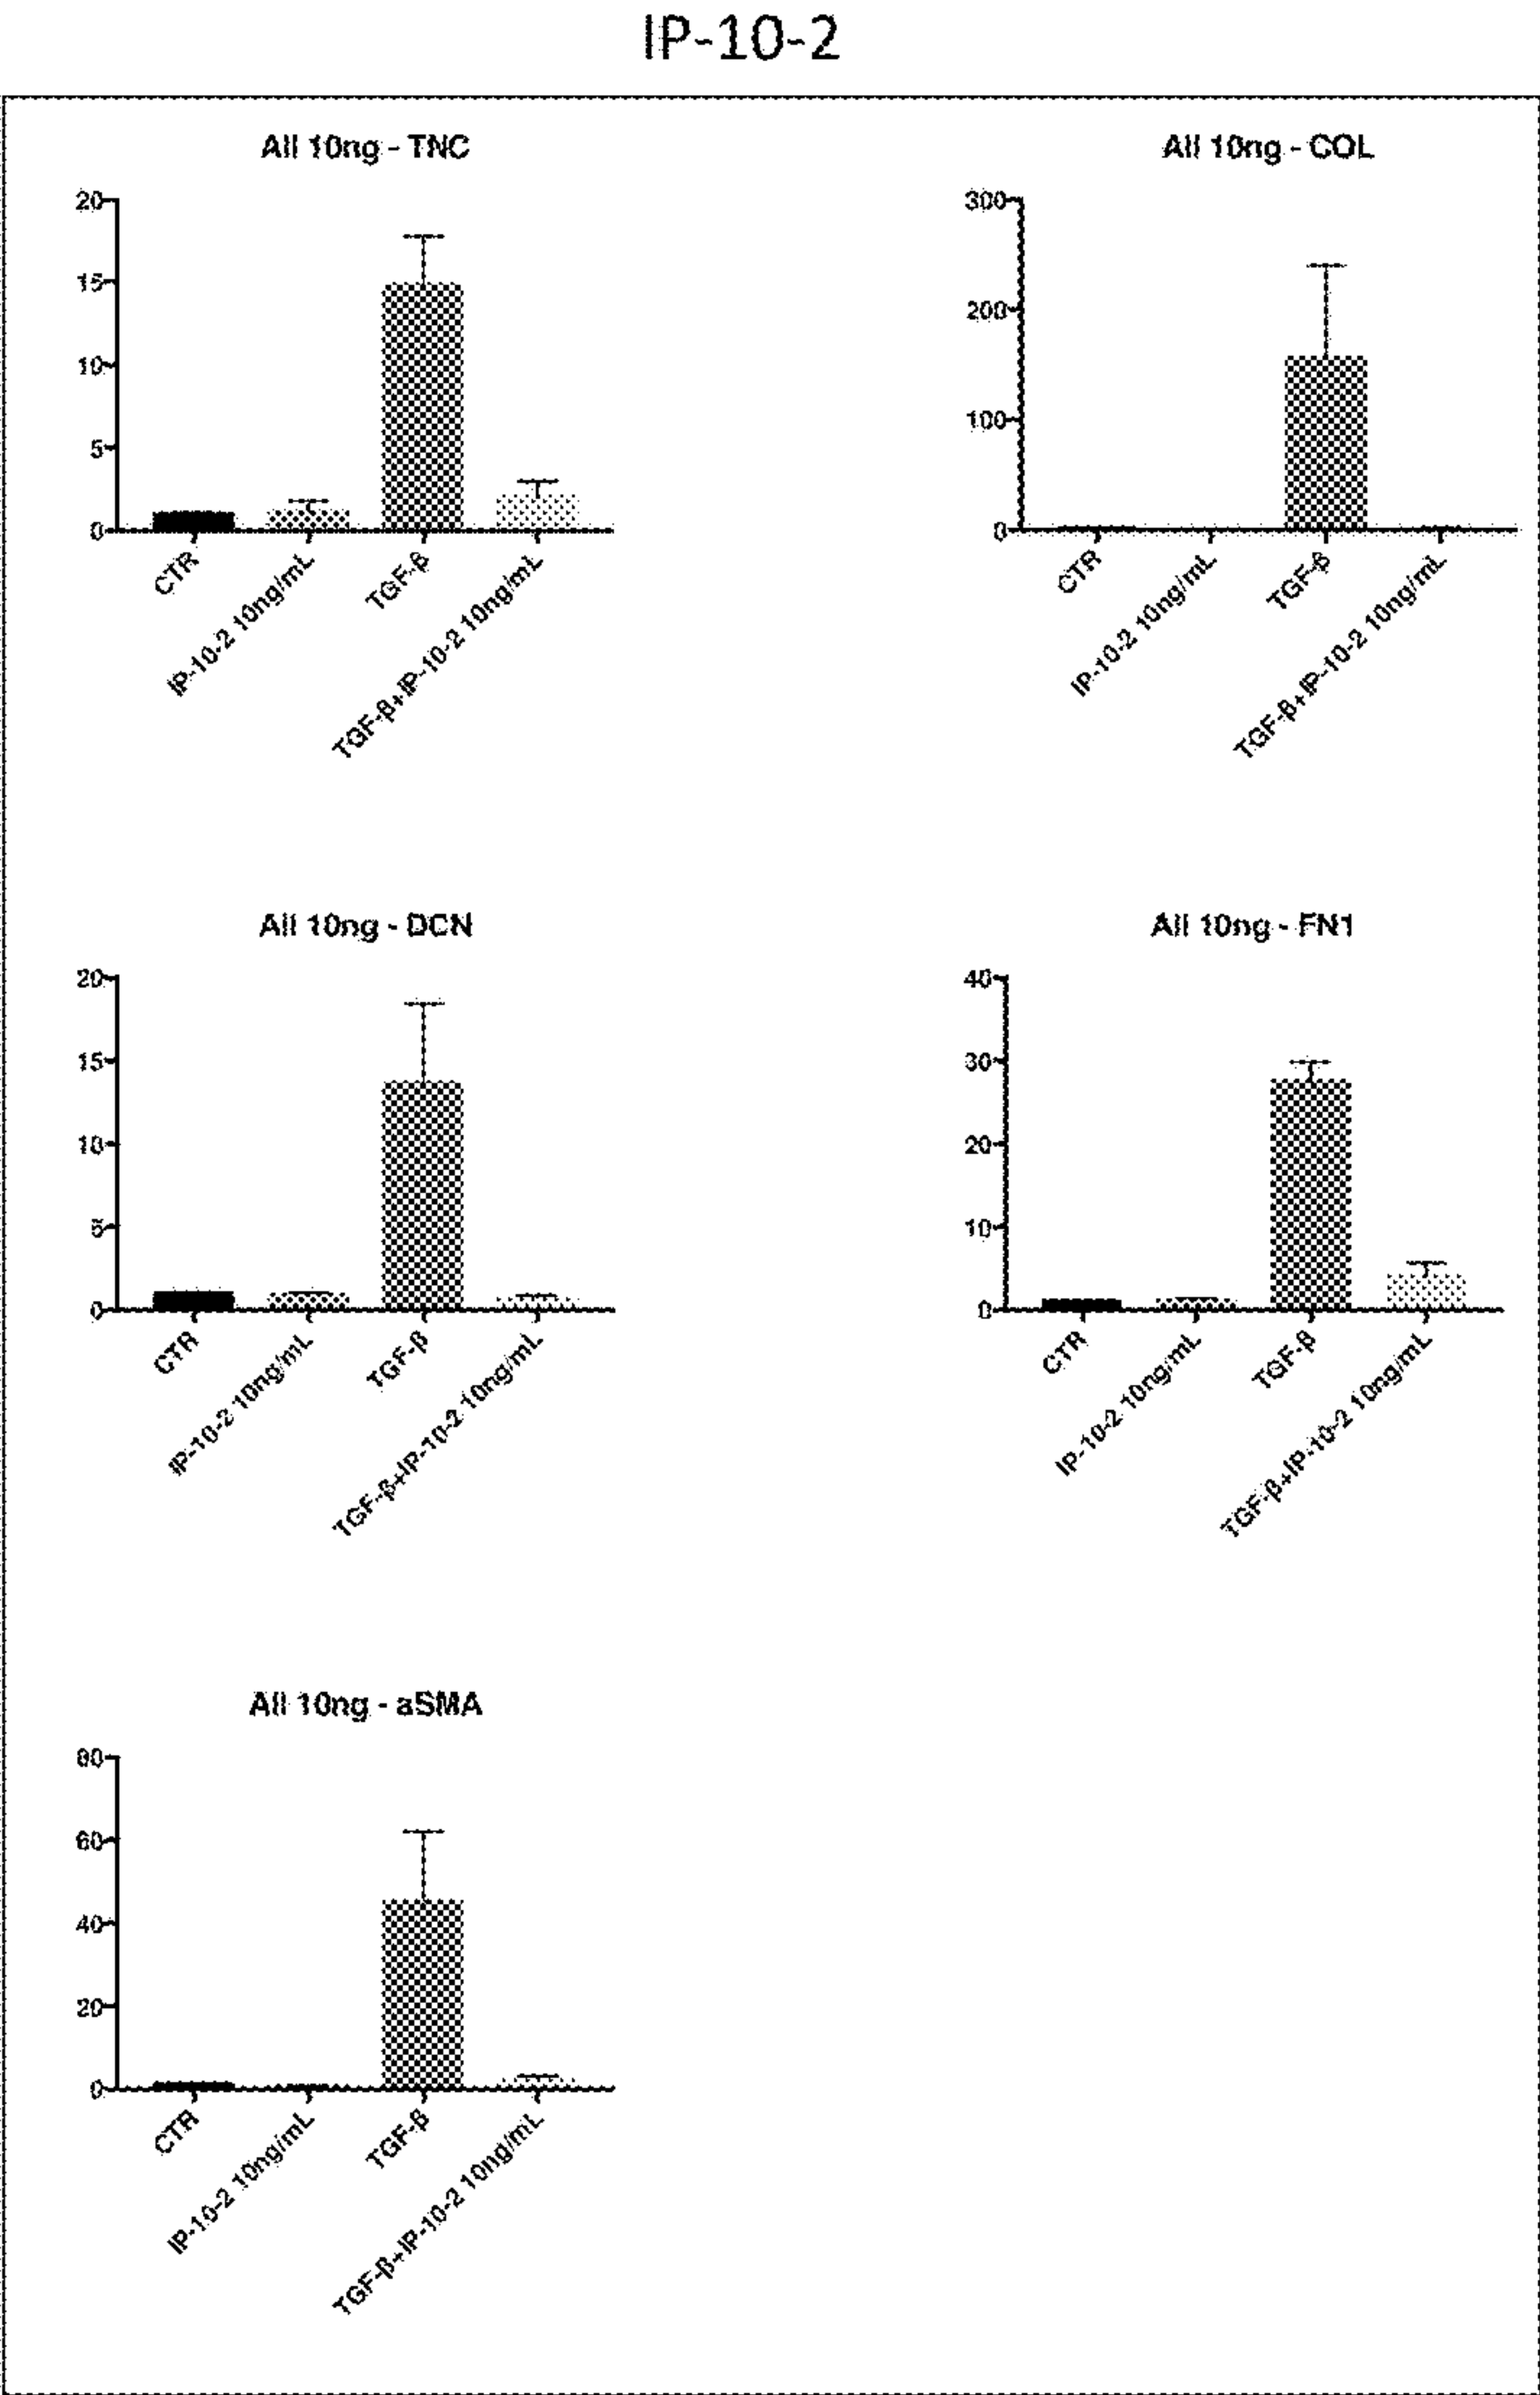 IP-10-2
All 10ng - TNC
20
15
10
5
0
CTR
IP-10-2 10ng/mL
TGF-β
TGF-β+IP-10-2 10ng/mL
All 10ng - COL
300
200
100
0
CTR
IP-10-2 10ng/mL
TGF-β
TGF-β+IP-10-2 10ng/mL
All 10ng - DCN
20
15
10
5
0
CTR
IP-10-2 10ng/mL
TGF-β
TGF-β+IP-10-2 10ng/mL
All 10ng - FN1
40
30
20
10
0
CTR
IP-10-2 10ng/mL
TGF-β
TGF-β+IP-10-2 10ng/mL
All 10ng - aSMA
80
60
40
20
0
CTR
IP-10-2 10ng/mL
TGF-β
TGF-β+IP-10-2 10ng/mL